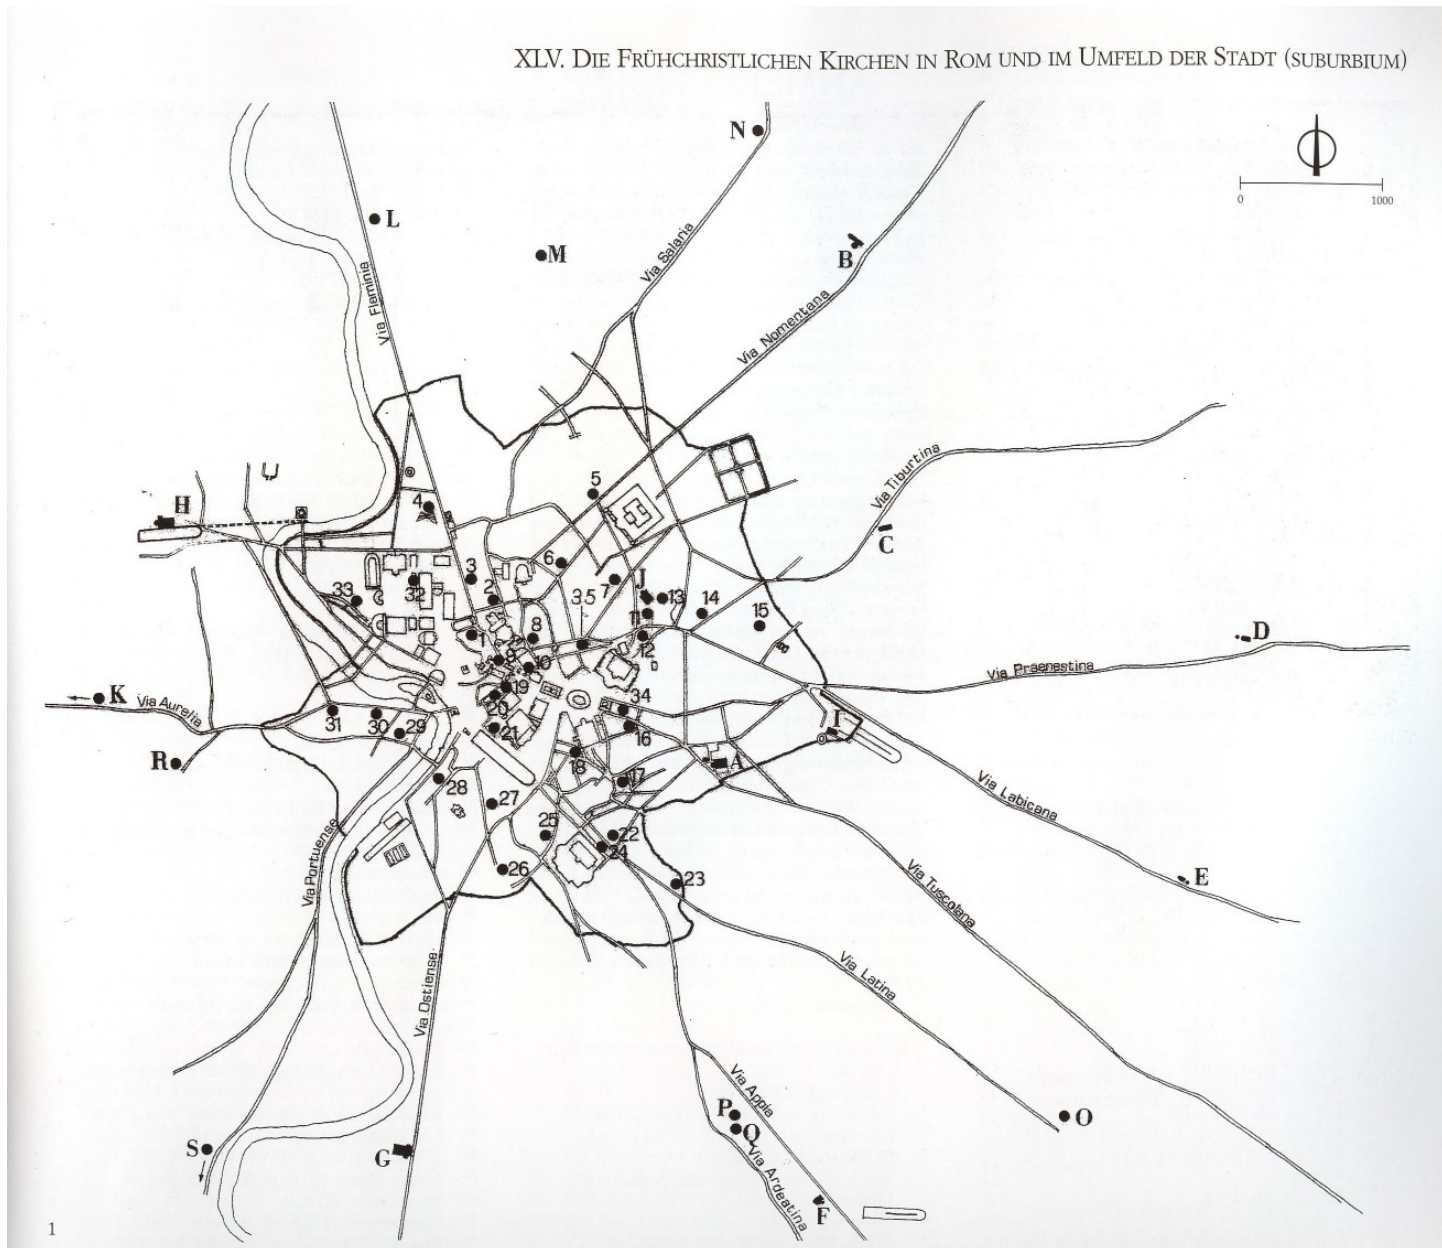 XLV. DIE FRÜHCHRISTLICHEN KIRCHEN IN ROM UND IM UMFELD DER STADT (SUBURBIUM)
N
L
M
B
Via Salaria
Via Flaminia
Via Nomentana
0 1000
H
4
5
Via Tiburtina
C
33
32
3
2
6
7
J
13
14
15
11
12
35
8
1
9
10
19
20
21
D
Via Praenestina
K
Via Aurelia
31
30
29
34
16
I
A
R
18
17
28
27
Via Labicana
25
22
24
26
23
E
Via Portuense
Via Tuscolana
Via Ostiense
Via Latina
Via Appia
P
Q
O
S
G
Via Ardeatina
F
1